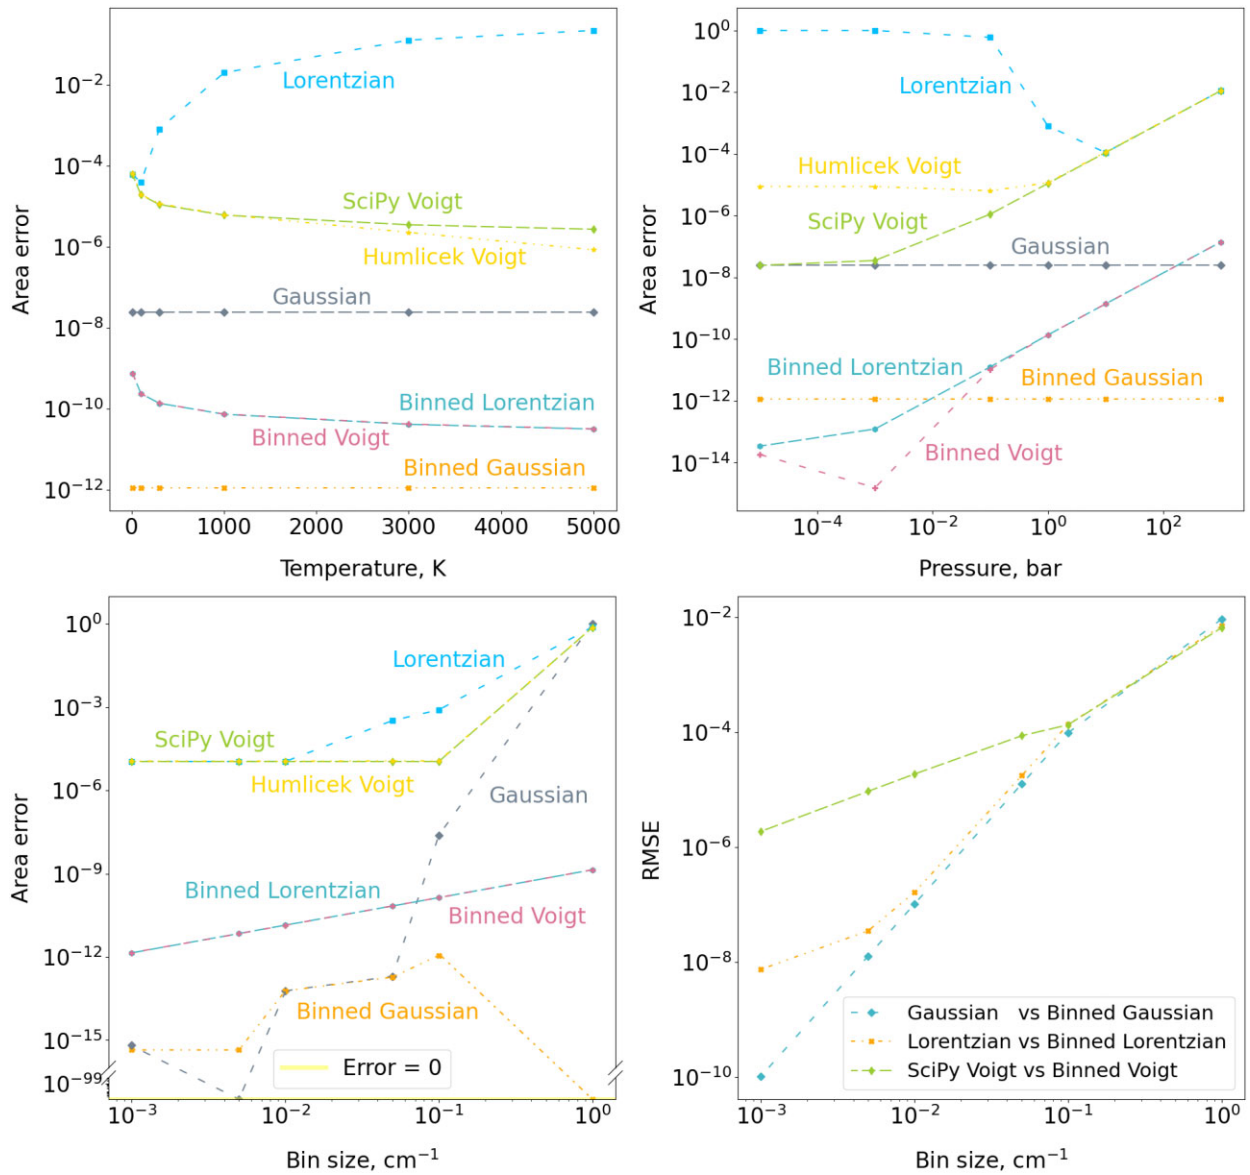 Area error
10⁻²
10⁻⁴
10⁻⁶
10⁻⁸
10⁻¹⁰
10⁻¹²
Lorentzian
SciPy Voigt
Humlicek Voigt
Gaussian
Binned Lorentzian
Binned Voigt
Binned Gaussian
0 1000 2000 3000 4000 5000
Temperature, K
Area error
10⁰
10⁻²
10⁻⁴
10⁻⁶
10⁻⁸
10⁻¹⁰
10⁻¹²
10⁻¹⁴
Lorentzian
Humlicek Voigt
SciPy Voigt
Gaussian
Binned Lorentzian
Binned Gaussian
Binned Voigt
10⁻⁴ 10⁻² 10⁰ 10²
Pressure, bar
Area error
10⁰
10⁻³
10⁻⁶
10⁻⁹
10⁻¹²
10⁻¹⁵
10⁻⁹⁹
Lorentzian
SciPy Voigt
Humlicek Voigt
Gaussian
Binned Lorentzian
Binned Voigt
Binned Gaussian
Error = 0
10⁻³ 10⁻² 10⁻¹ 10⁰
Bin size, cm⁻¹
RMSE
10⁻²
10⁻⁴
10⁻⁶
10⁻⁸
10⁻¹⁰
Gaussian vs Binned Gaussian
Lorentzian vs Binned Lorentzian
SciPy Voigt vs Binned Voigt
10⁻³ 10⁻² 10⁻¹ 10⁰
Bin size, cm⁻¹